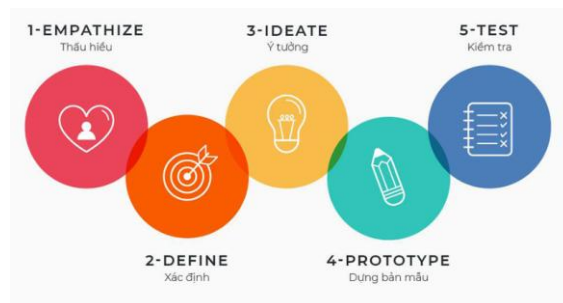 1-EMPATHIZE
Thấu hiểu
2-DEFINE
Xác định
3-IDEATE
Ý tưởng
4-PROTOTYPE
Dựng bản mẫu
5-TEST
Kiểm tra